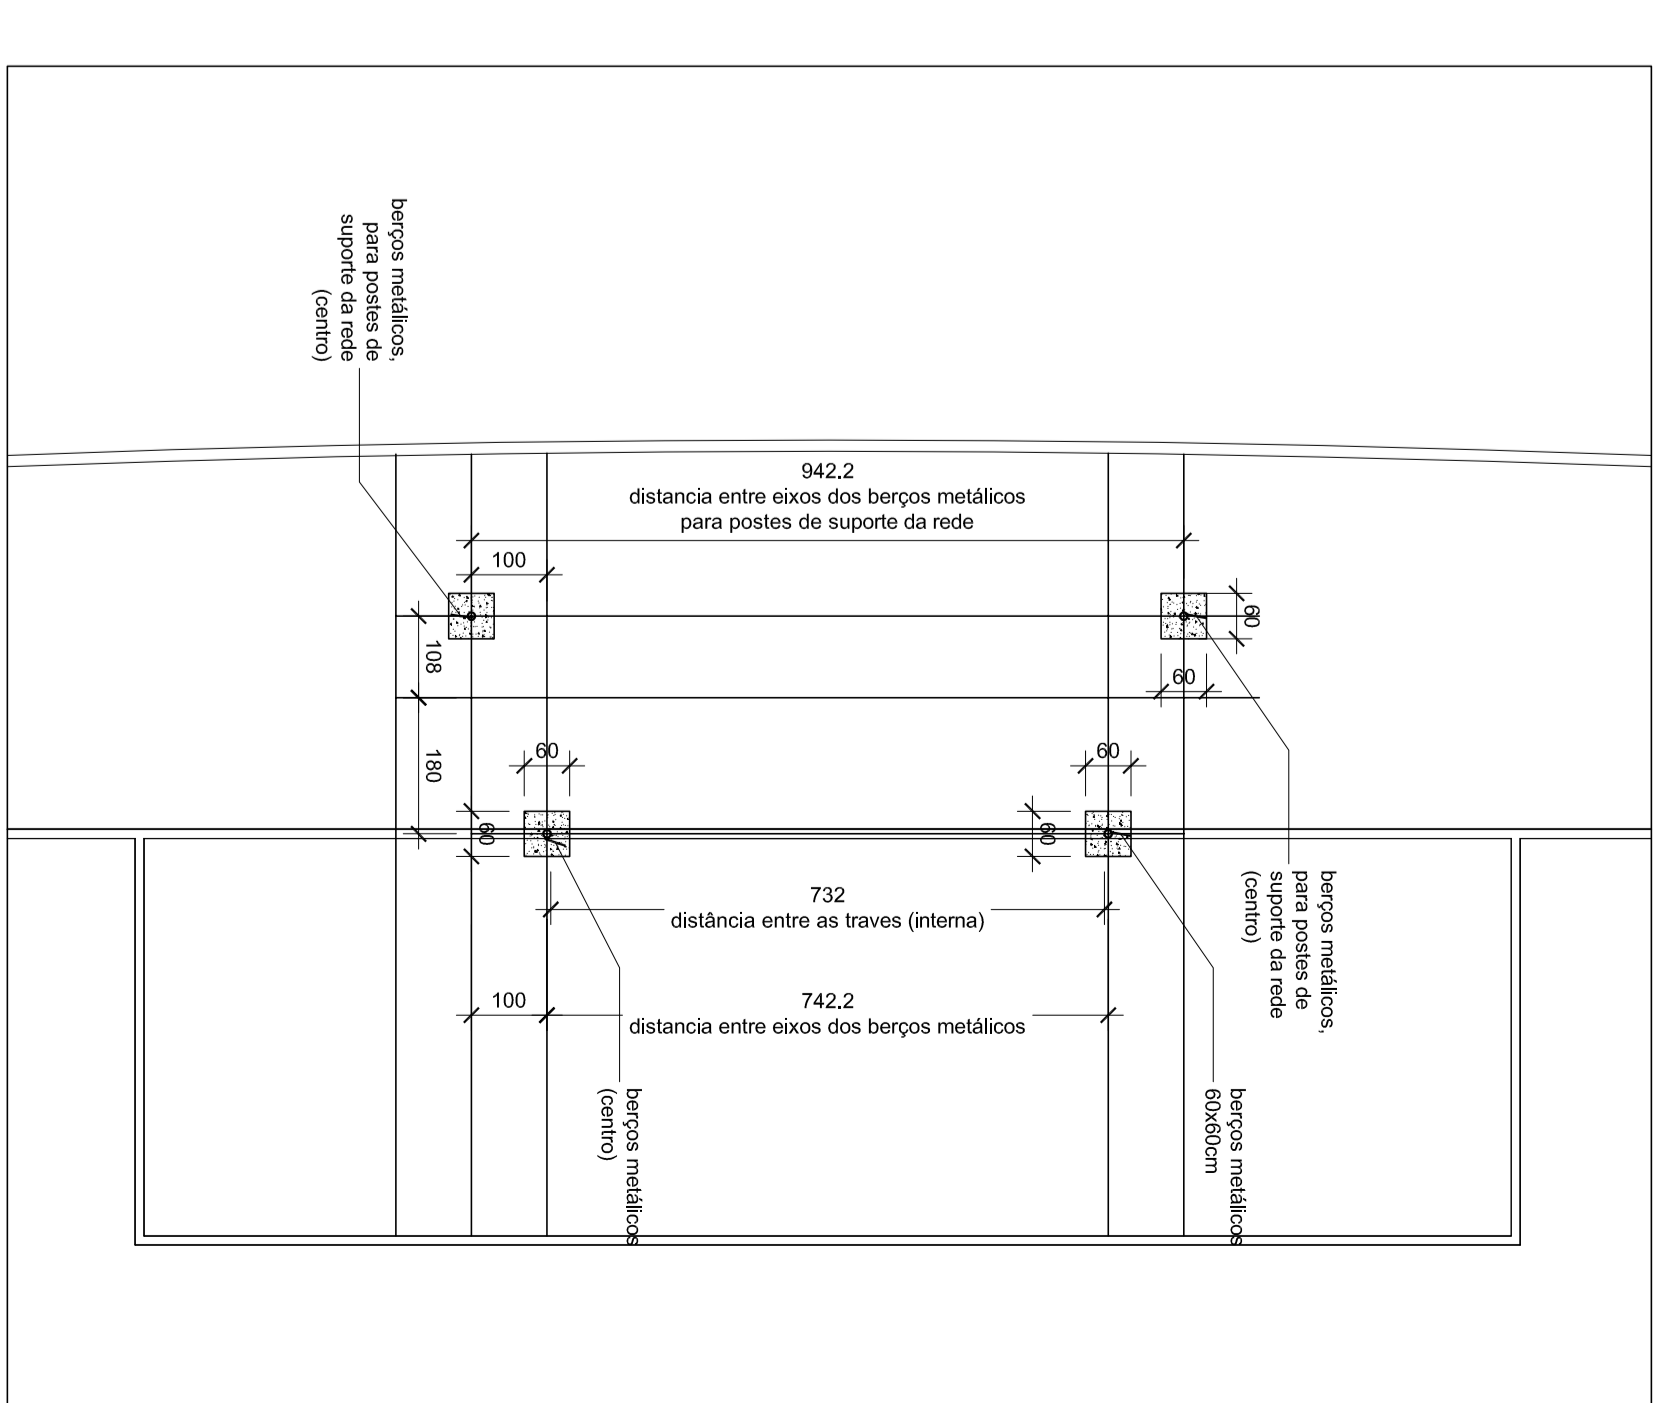 berços metálicos,
para postes de
suporte da rede
(centro)
942.2
distancia entre eixos dos berços metálicos
para postes de suporte da rede
100
60
108
60
180
60
60
60
60
732
distância entre as traves (interna)
berços metálicos,
para postes de
suporte da rede
(centro)
100
742.2
distancia entre eixos dos berços metálicos
berços metálicos
(centro)
berços metálicos
60x60cm